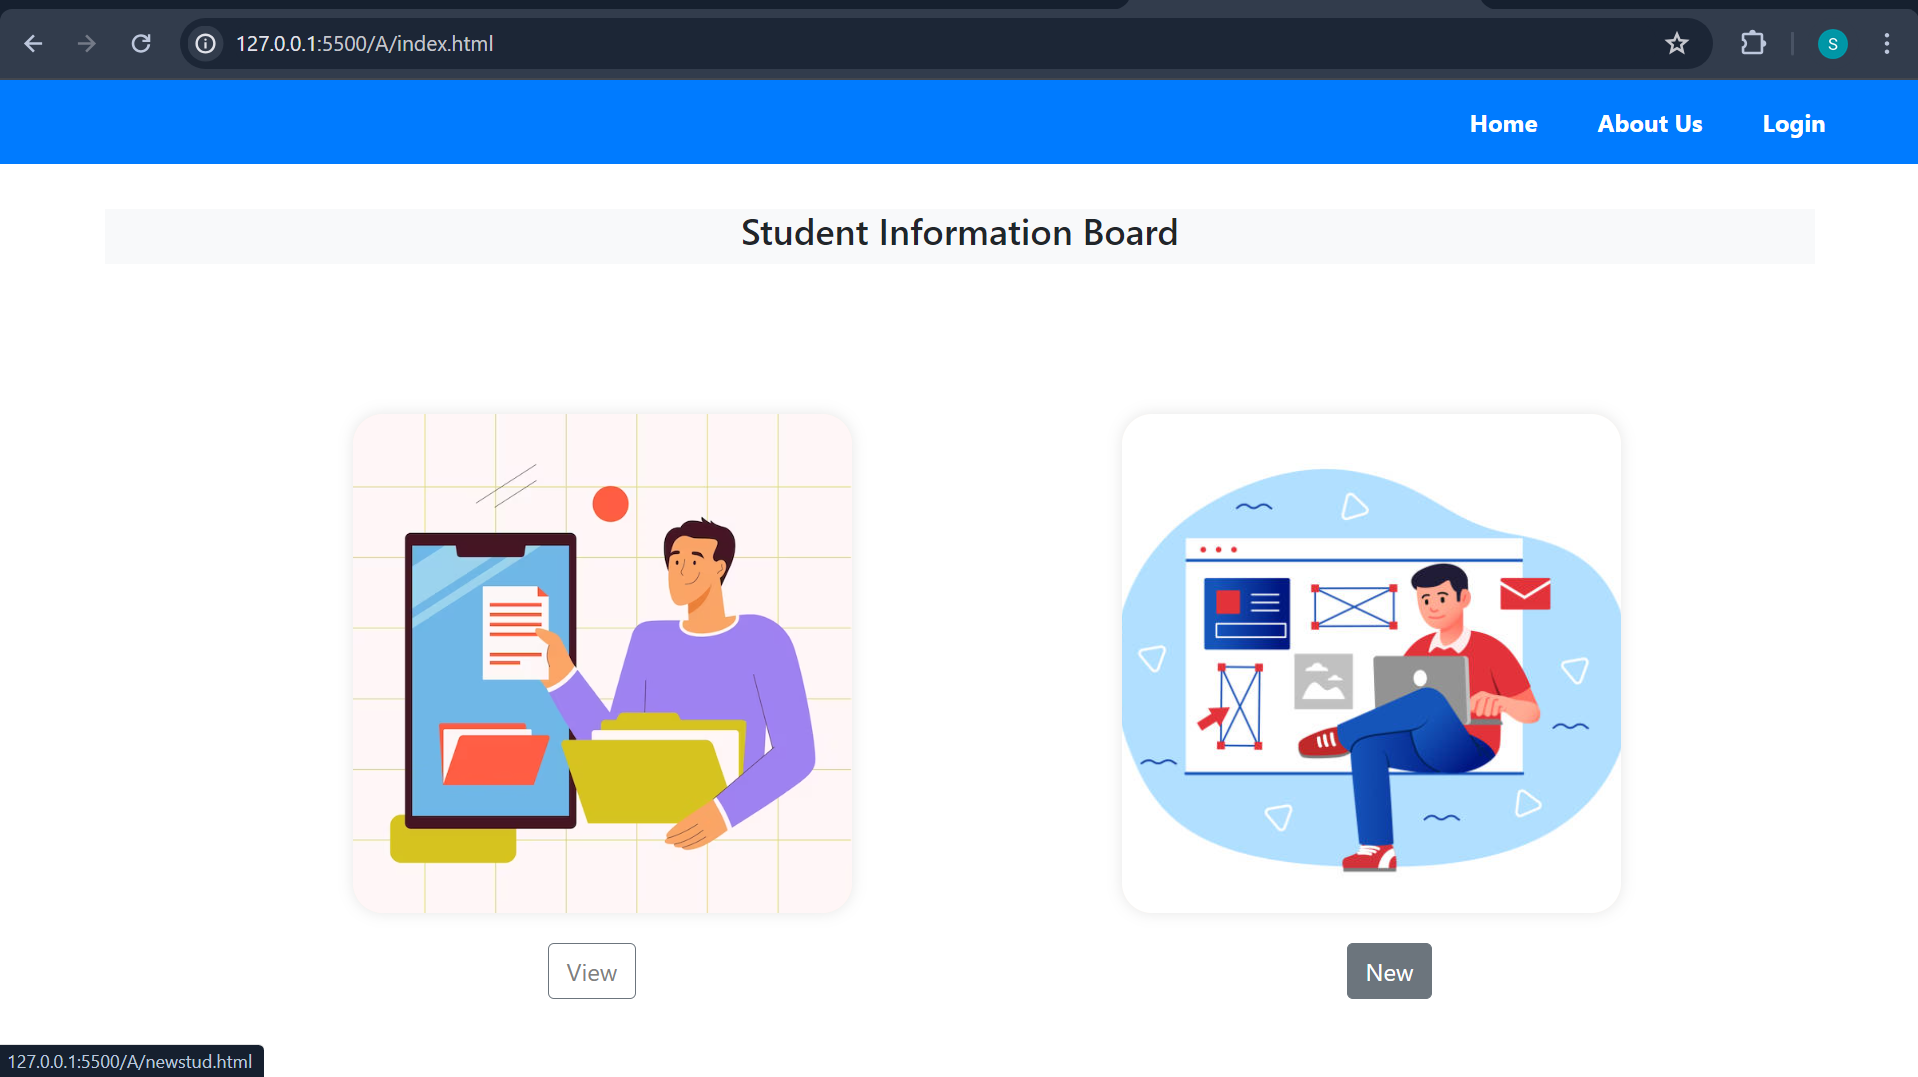 127.0.0.1:5500/A/index.html
S
Home About Us Login
Student Information Board
View New
127.0.0.1:5500/A/newstud.html